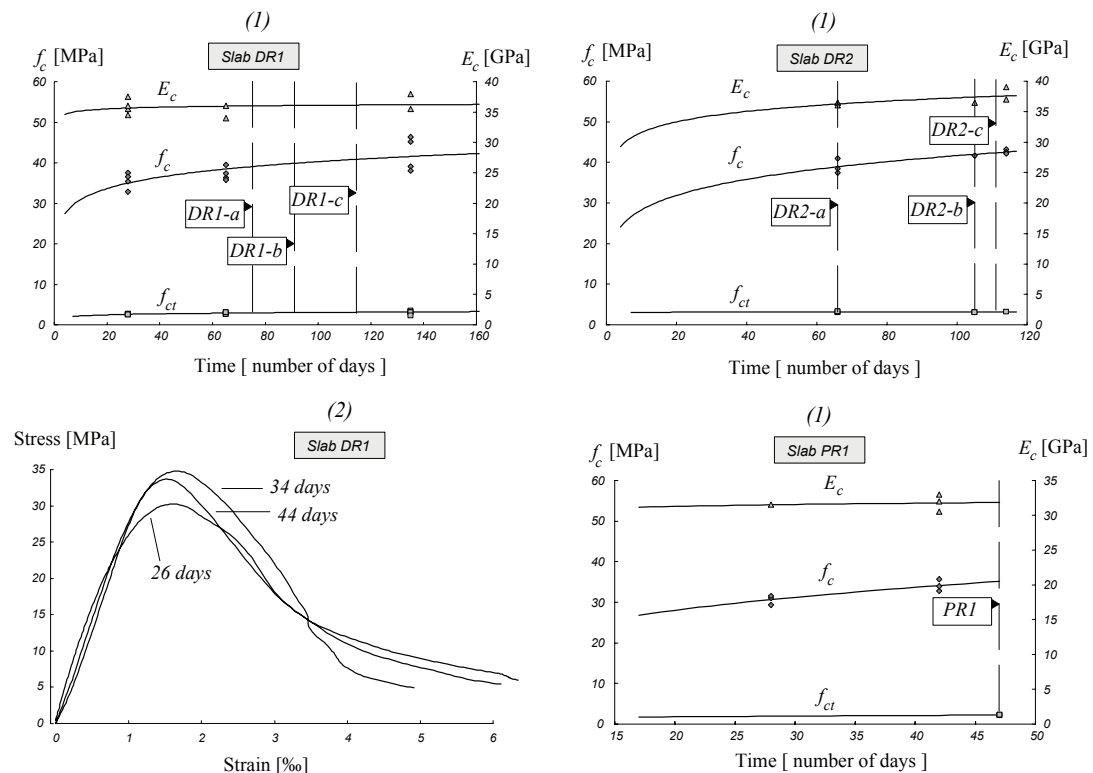 (1)
f_c [MPa]
Slab DR1
E_c [GPa]
60
50
40
30
20
10
0
40
35
30
25
20
15
10
5
0
E_c
f_c
f_ct
DR1-a
DR1-b
DR1-c
0 20 40 60 80 100 120 140 160
Time [ number of days ]
(1)
f_c [MPa]
Slab DR2
E_c [GPa]
60
50
40
30
20
10
0
40
35
30
25
20
15
10
5
0
E_c
f_c
f_ct
DR2-a
DR2-b
DR2-c
0 20 40 60 80 100 120
Time [ number of days ]
(2)
Stress [MPa]
Slab DR1
35
30
25
20
15
10
5
0
34 days
44 days
26 days
0 1 2 3 4 5 6
Strain [‰]
(1)
f_c [MPa]
Slab PR1
E_c [GPa]
60
50
40
30
20
10
0
35
30
25
20
15
10
5
0
E_c
f_c
f_ct
PR1
15 20 25 30 35 40 45 50
Time [ number of days ]